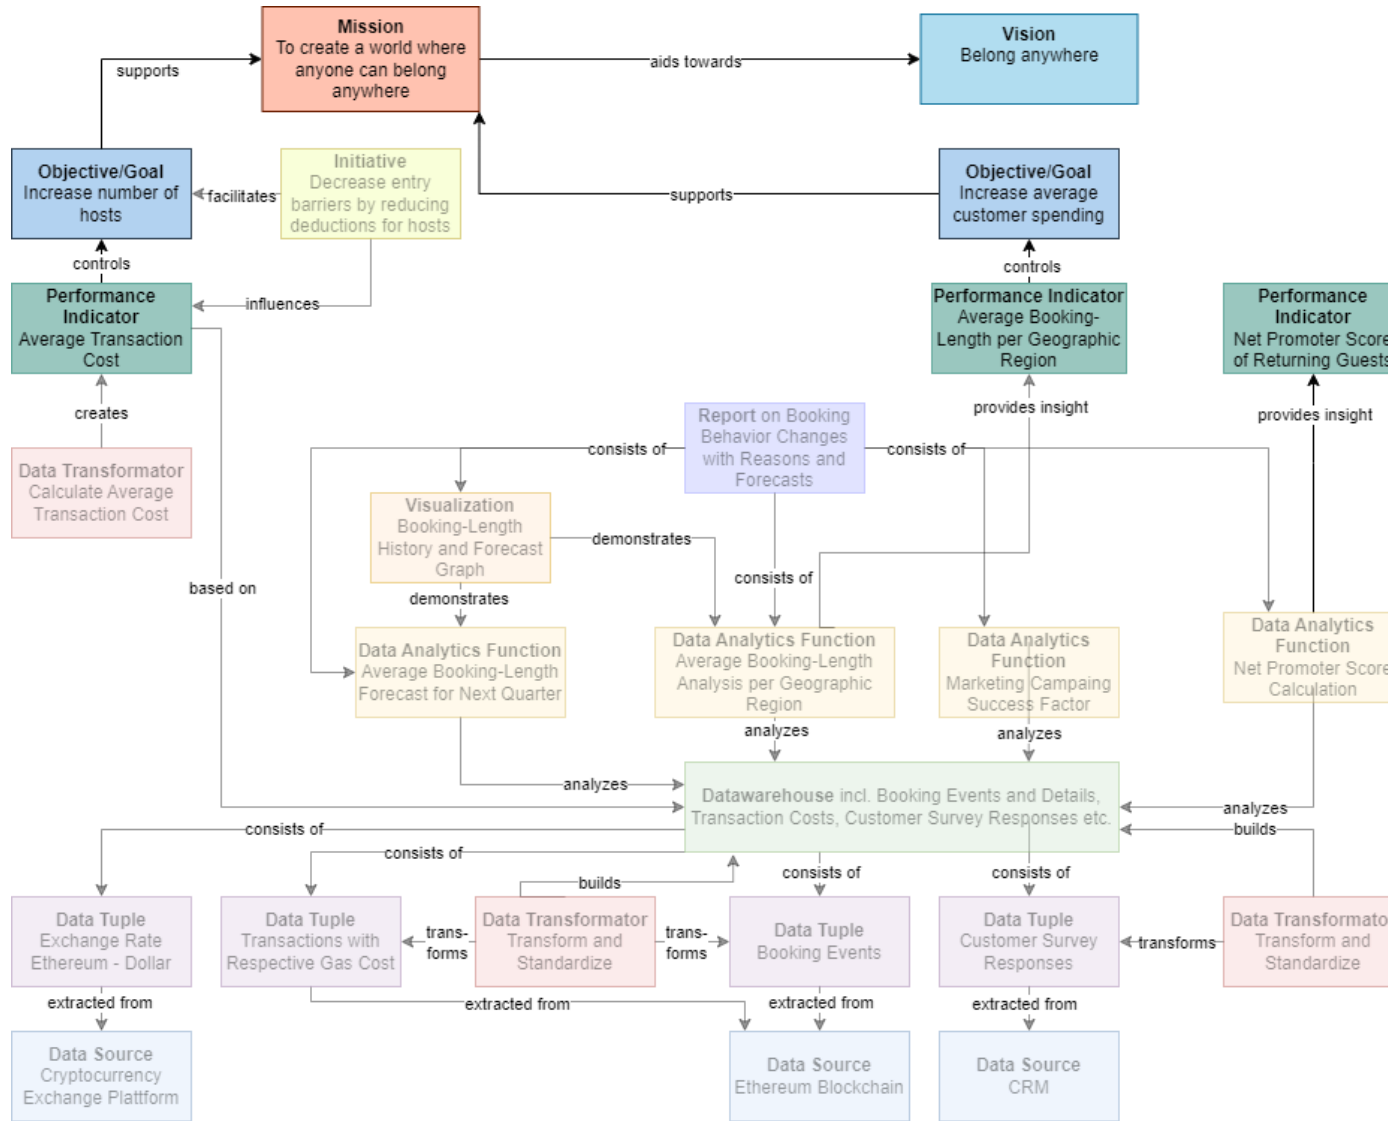 Mission
To create a world where
anyone can belong
anywhere
aids towards
Vision
Belong anywhere
supports
Objective/Goal
Increase number of
hosts
facilitates
Initiative
Decrease entry
barriers by reducing
deductions for hosts
supports
Objective/Goal
Increase average
customer spending
controls
controls
Performance
Indicator
Average Transaction
Cost
influences
Performance Indicator
Average Booking-
Length per Geographic
Region
Performance
Indicator
Net Promoter Score
of Returning Guests
creates
provides insight
provides insight
Data Transformator
Calculate Average
Transaction Cost
consists of
Report on Booking
Behavior Changes
with Reasons and
Forecasts
consists of
Visualization
Booking-Length
History and Forecast
Graph
demonstrates
consists of
demonstrates
based on
Data Analytics Function
Average Booking-Length
Forecast for Next Quarter
Data Analytics Function
Average Booking-Length
Analysis per Geographic
Region
Data Analytics
Function
Marketing Campaing
Success Factor
Data Analytics
Function
Net Promoter Score
Calculation
analyzes
analyzes
analyzes
analyzes
Datawarehouse incl. Booking Events and Details,
Transaction Costs, Customer Survey Responses etc.
consists of
consists of
builds
consists of
consists of
builds
Data Tuple
Exchange Rate
Ethereum - Dollar
Data Tuple
Transactions with
Respective Gas Cost
trans-
forms
Data Transformator
Transform and
Standardize
trans-
forms
Data Tuple
Booking Events
Data Tuple
Customer Survey
Responses
transforms
Data Transformato
Transform and
Standardize
extracted from
extracted from
extracted from
extracted from
Data Source
Cryptocurrency
Exchange Plattform
Data Source
Ethereum Blockchain
Data Source
CRM